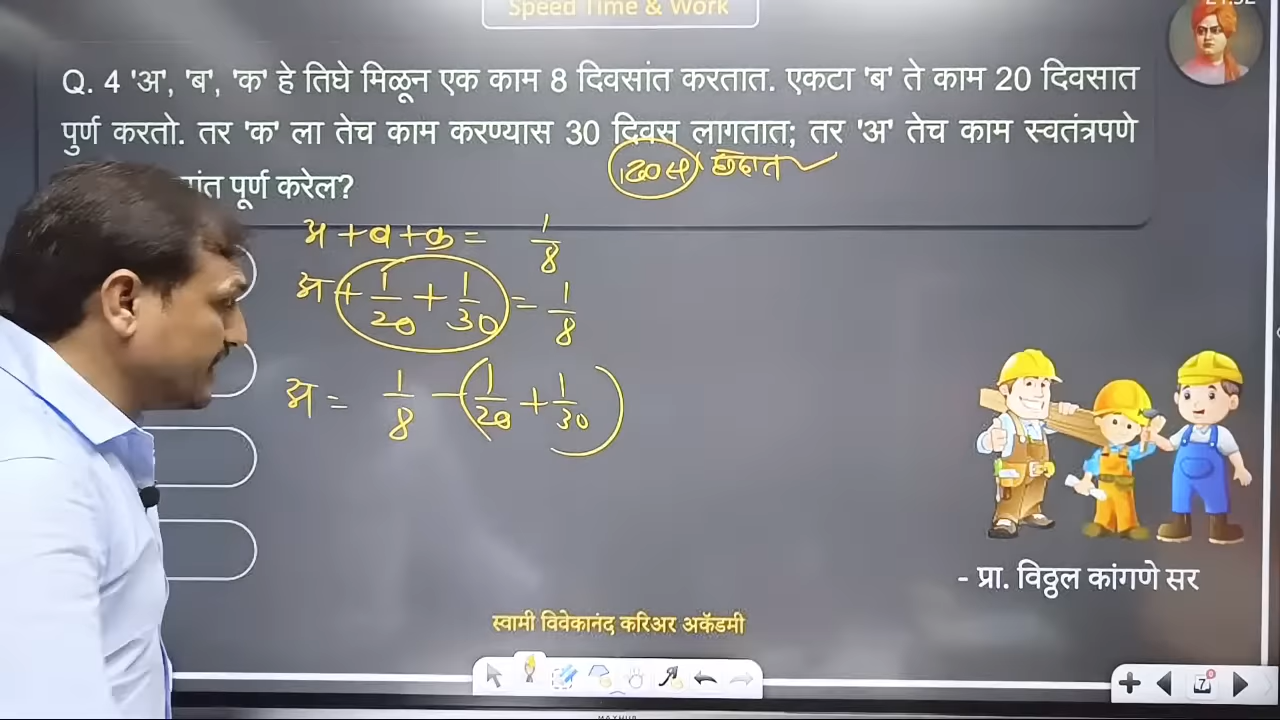 Speed Time & Work
Q. 4 'अ', 'ब', 'क' हे तिघे मिळून एक काम 8 दिवसांत करतात. एकटा 'ब' ते काम 20 दिवसात
पुर्ण करतो. तर 'क' ला तेच काम करण्यास 30 दिवस लागतात; तर 'अ' तेच काम स्वतंत्रपणे
पूर्ण करेल?
अ + ब + क = 1/8
अ + 1/20 + 1/30 = 1/8
अ = 1/8 - (1/20 + 1/30)
- प्रा. विठ्ठल कांगणे सर
स्वामी विवेकानंद करिअर अकॅडमी
7